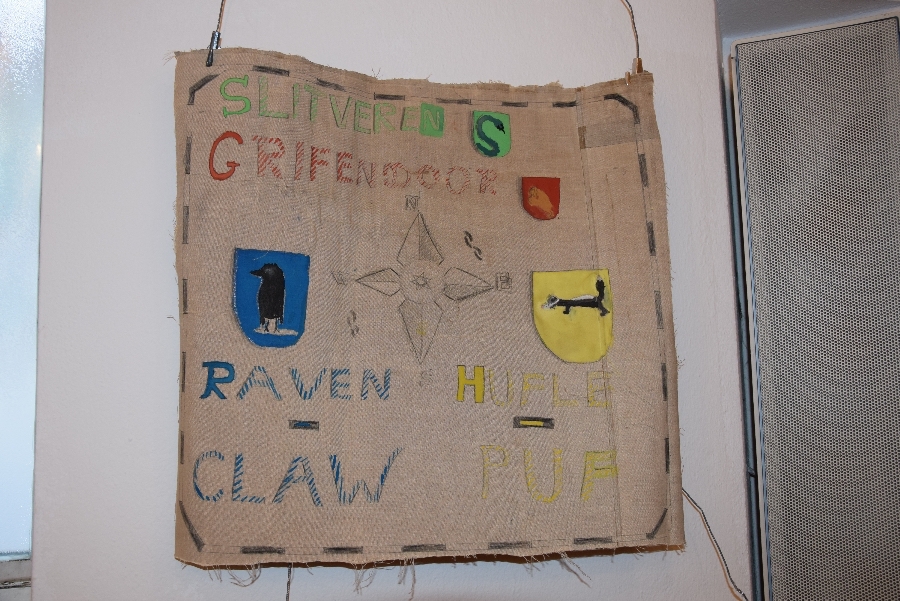 SLITVEREN S
GRIFENDOOR
N
RAVEN
-
CLAW
HUFLE
-
PUF